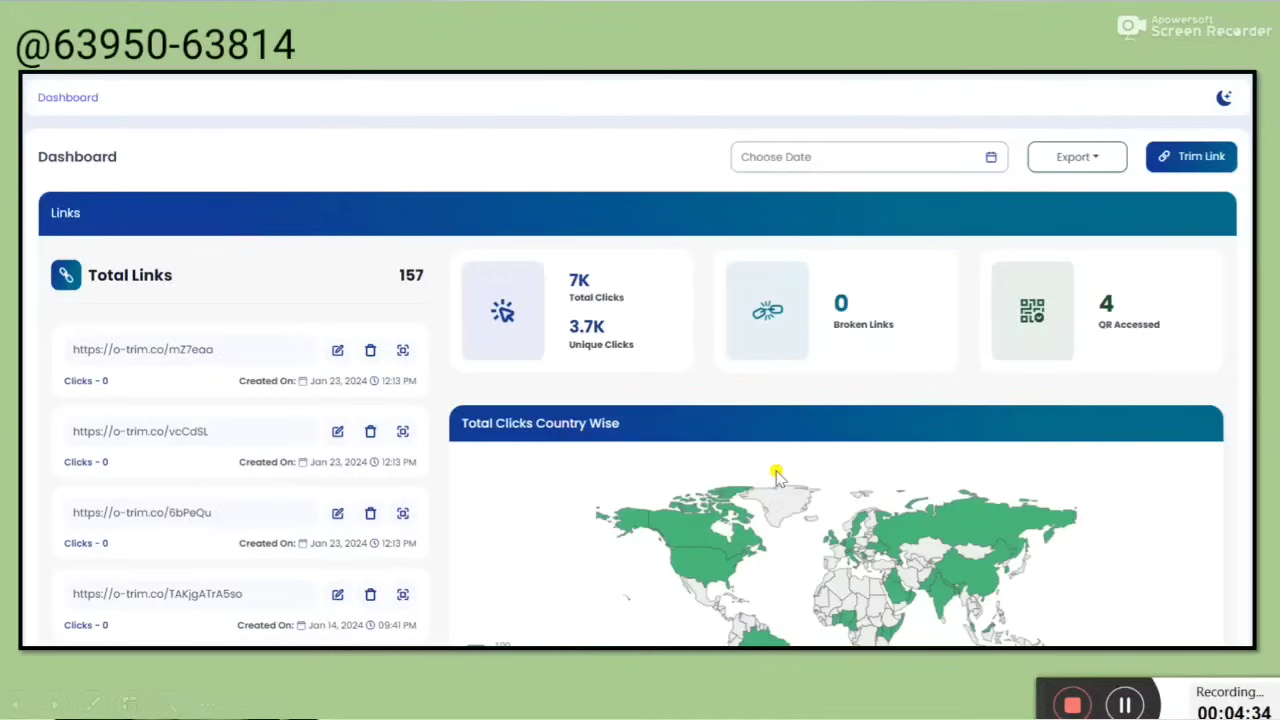 @63950-63814
Apowersoft
Screen Recorder
Dashboard
Dashboard
Choose Date
Export
Trim Link
Links
Total Links
157
https://o-trim.co/mZ7eaa
Clicks - 0
Created On: Jan 23, 2024 12:13 PM
https://o-trim.co/vcCdSL
Clicks - 0
Created On: Jan 23, 2024 12:13 PM
https://o-trim.co/6bPeQu
Clicks - 0
Created On: Jan 23, 2024 12:13 PM
https://o-trim.co/TAKjgATrA5so
Clicks - 0
Created On: Jan 14, 2024 09:41 PM
7K
Total Clicks
3.7K
Unique Clicks
0
Broken Links
4
QR Accessed
Total Clicks Country Wise
Recording...
00:04:34